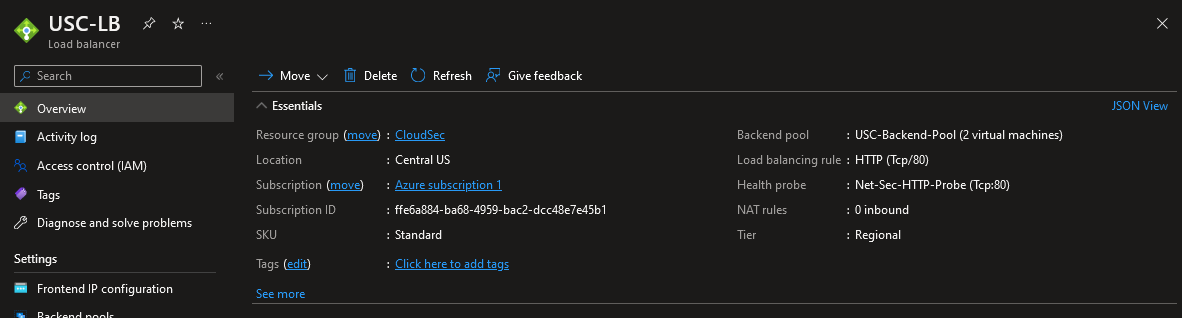 USC-LB
Load balancer
Search
Overview
Activity log
Access control (IAM)
Tags
Diagnose and solve problems
Settings
Frontend IP configuration
Backend pools
Move
Delete
Refresh
Give feedback
Essentials
JSON View
Resource group (move) : CloudSec
Location : Central US
Subscription (move) : Azure subscription 1
Subscription ID : ffe6a884-ba68-4959-bac2-dcc48e7e45b1
SKU : Standard
Tags (edit) : Click here to add tags
See more
Backend pool : USC-Backend-Pool (2 virtual machines)
Load balancing rule : HTTP (Tcp/80)
Health probe : Net-Sec-HTTP-Probe (Tcp:80)
NAT rules : 0 inbound
Tier : Regional